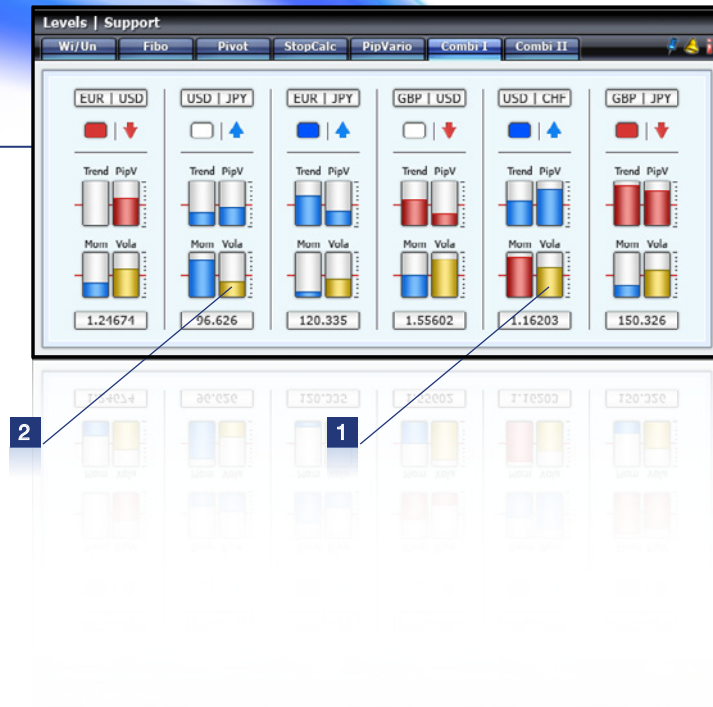 Levels | Support
Wi/Un Fibo Pivot StopCalc PipVario Combi I Combi II
EUR | USD USD | JPY EUR | JPY GBP | USD USD | CHF GBP | JPY
Trend PipV Trend PipV Trend PipV Trend PipV Trend PipV Trend PipV
Mom Vola Mom Vola Mom Vola Mom Vola Mom Vola Mom Vola
1.24674 96.626 120.335 1.55602 1.16203 150.326
2 1